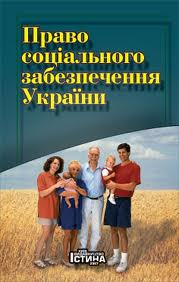 Право
соціального
забезпечення
України
ІСТИНА